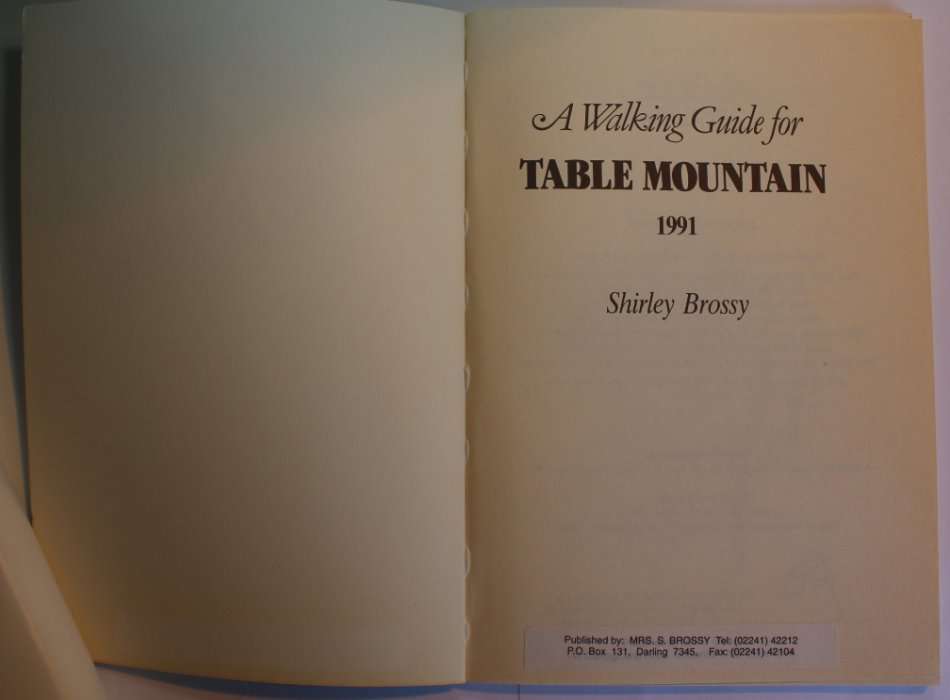 A Walking Guide for
TABLE MOUNTAIN
1991
Shirley Brossy
Published by: MRS. S. BROSSY Tel: (02241) 42212
P.O. Box 131, Darling 7345, Fax: (02241) 42104